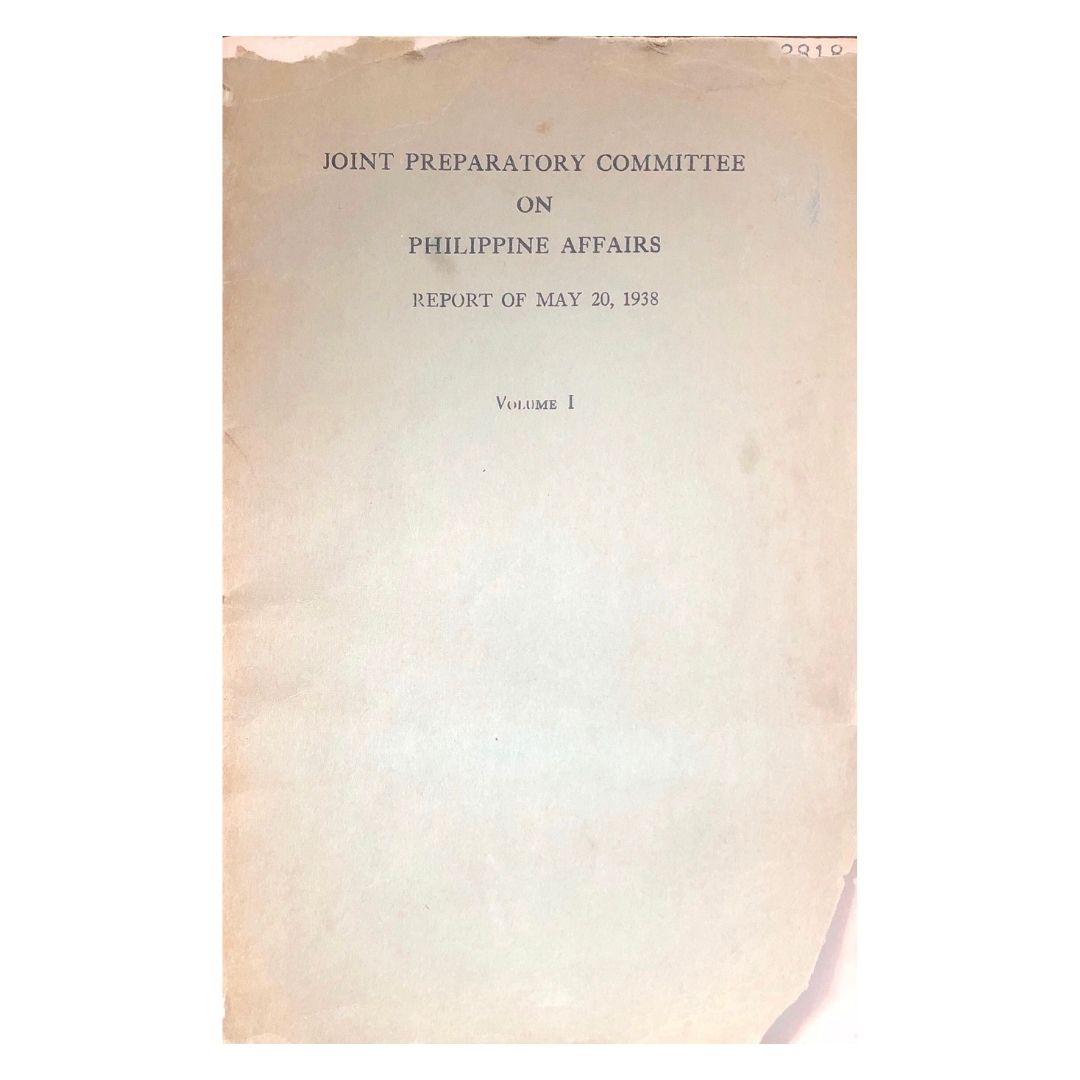 JOINT PREPARATORY COMMITTEE
ON
PHILIPPINE AFFAIRS
REPORT OF MAY 20, 1938
VOLUME I